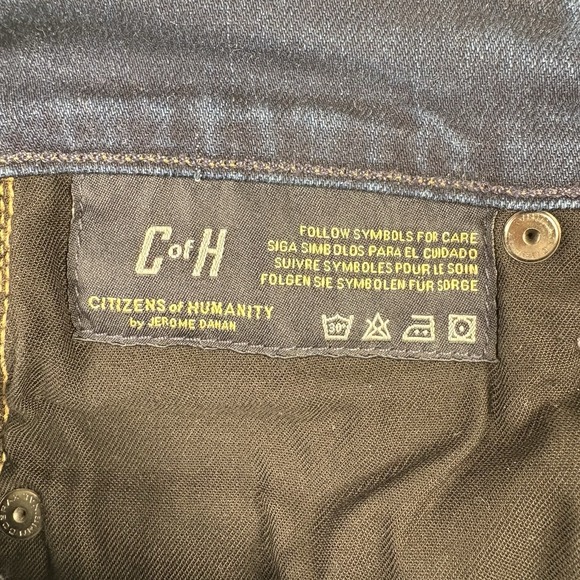 C of H
CITIZENS of HUMANITY
by JEROME DAHAN
FOLLOW SYMBOLS FOR CARE
SIGA SIMBOLOS PARA EL CUIDADO
SUIVRE SYMBOLES POUR LE SOIN
FOLGEN SIE SYMBOLEN FUR SORGE
30°